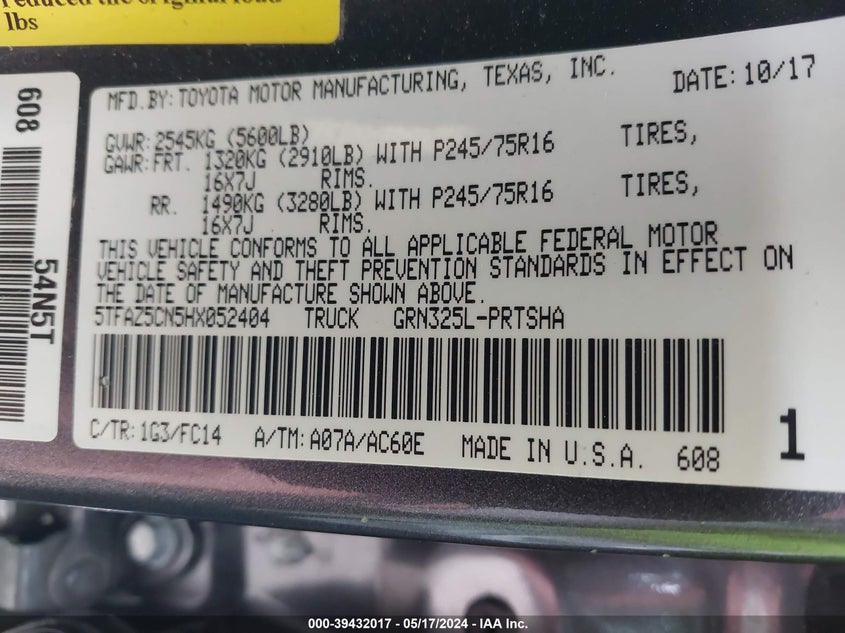 reduced the original load
lbs
608
54N5T
MFD.BY:TOYOTA MOTOR MANUFACTURING, TEXAS, INC. DATE:10/17
GVWR:2545KG (5600LB)
GAWR:FRT. 1320KG (2910LB) WITH P245/75R16 TIRES,
16X7J RIMS.
RR. 1490KG (3280LB) WITH P245/75R16 TIRES,
16X7J RIMS.
THIS VEHICLE CONFORMS TO ALL APPLICABLE FEDERAL MOTOR
VEHICLE SAFETY AND THEFT PREVENTION STANDARDS IN EFFECT ON
THE DATE OF MANUFACTURE SHOWN ABOVE.
5TFAZ5CN5HX052404 TRUCK GRN325L-PRTSHA
C/TR:1G3/FC14 A/TM:A07A/AC60E MADE IN U.S.A. 608
1
000-39432017 — 05/17/2024 — IAA Inc.